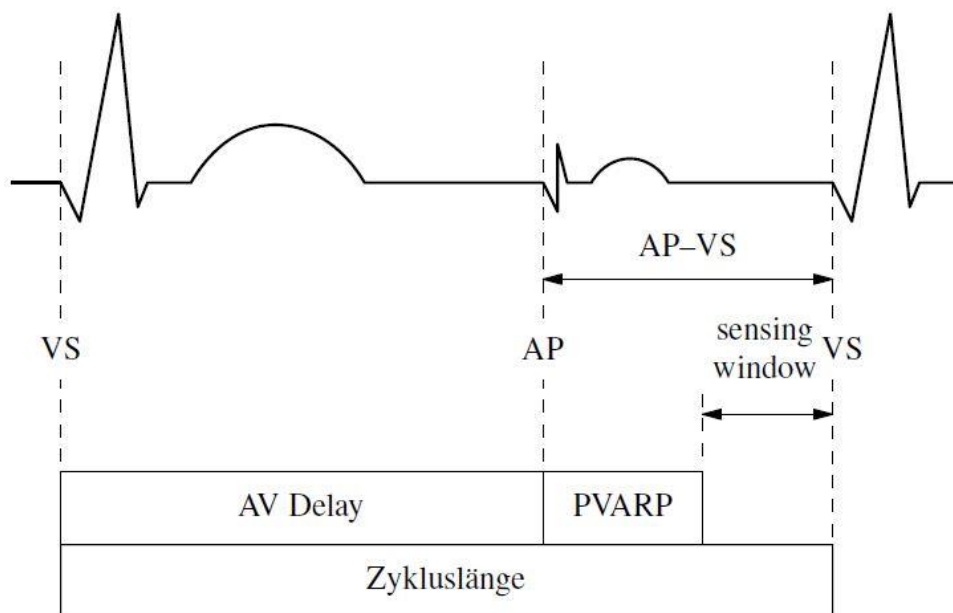 AP–VS
VS
AP
sensing
window
VS
AV Delay
PVARP
Zykluslänge